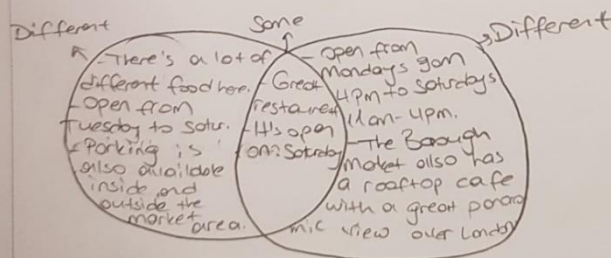 Different
Same
Different
- There's a lot of
different food here.
- Open from
Tuesday to Satur.
- Parking is
also available
inside and
outside the
market area.
- Great
restaurant
- It's open
on: Saturday
- Open from
Mondays 9am
4pm to Saturdays
11an - 4pm.
- The Borough
market also has
a rooftop cafe
with a great panora
mic view over London